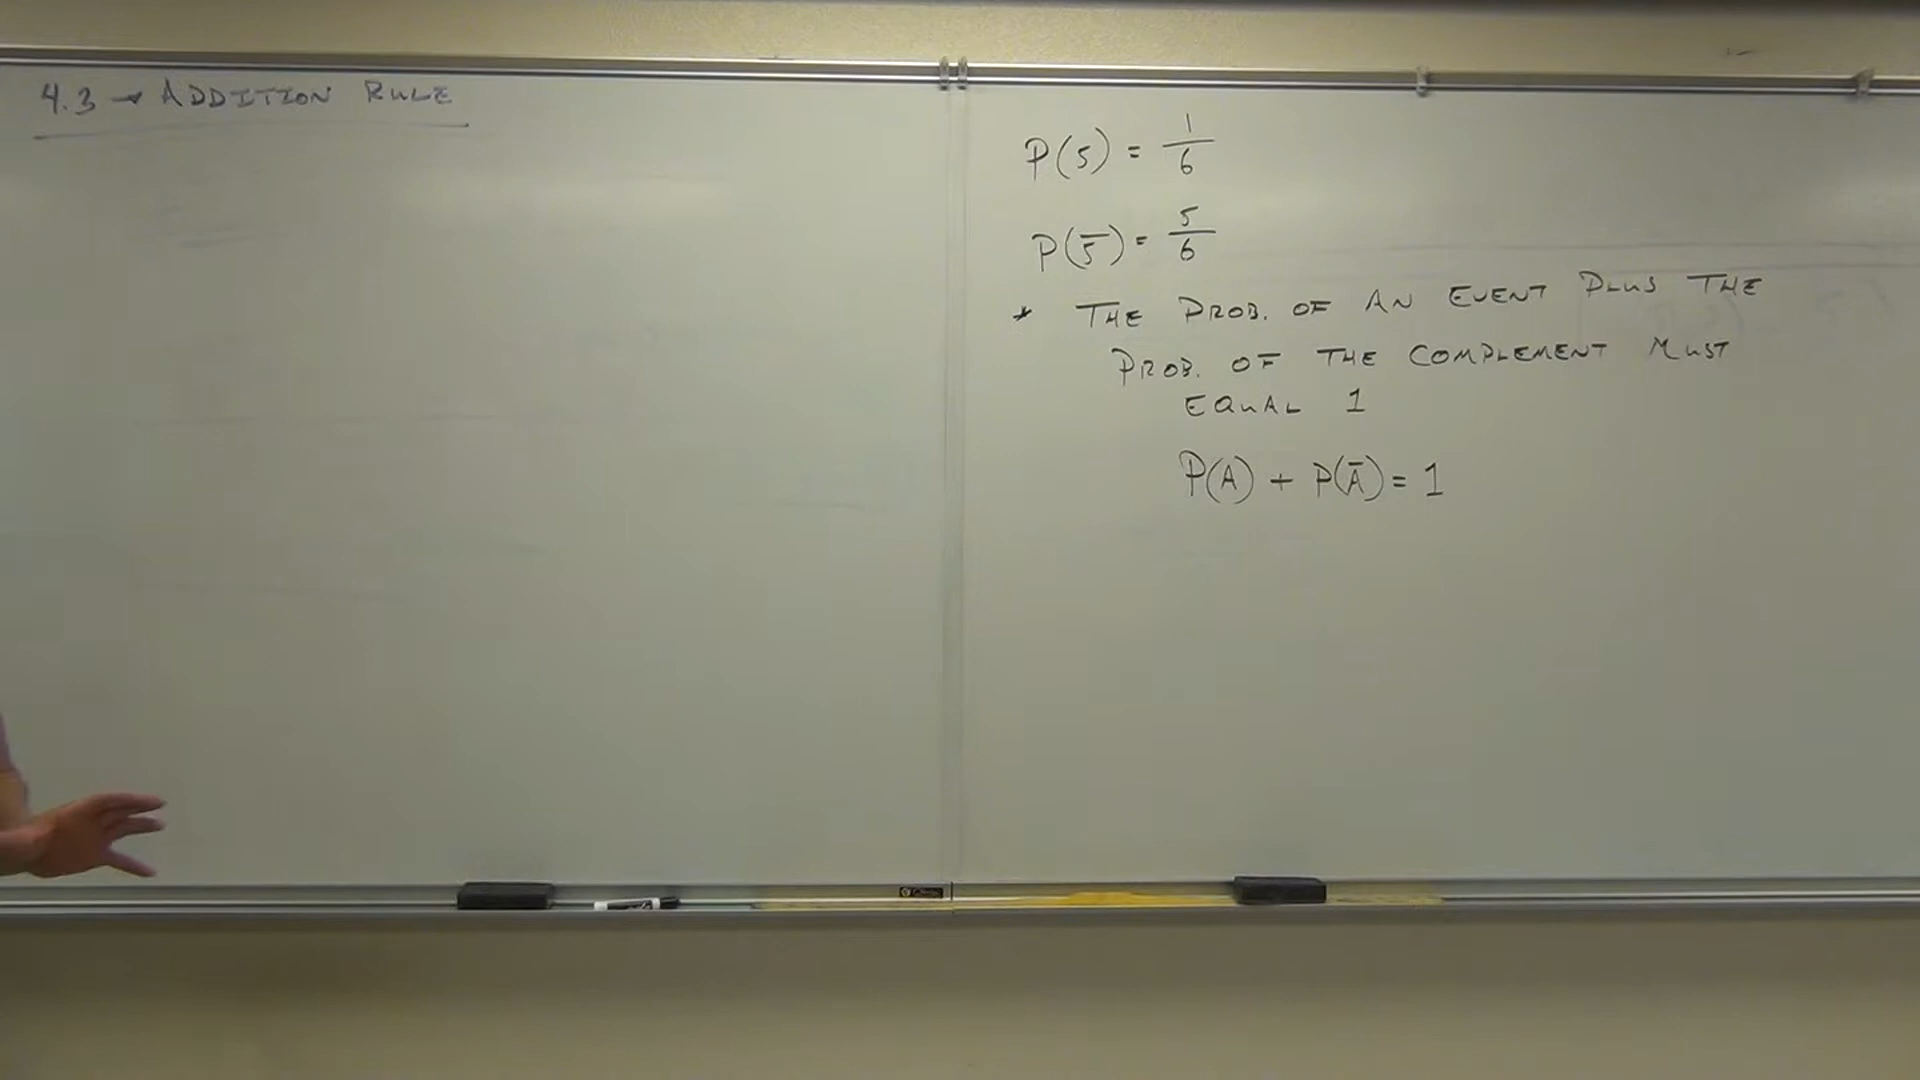 4.3 → ADDITION RULE
P(5) = 1/6
P(5̅) = 5/6
* THE PROB. OF AN EVENT PLUS THE
PROB. OF THE COMPLEMENT MUST
EQUAL 1
P(A) + P(A̅) = 1